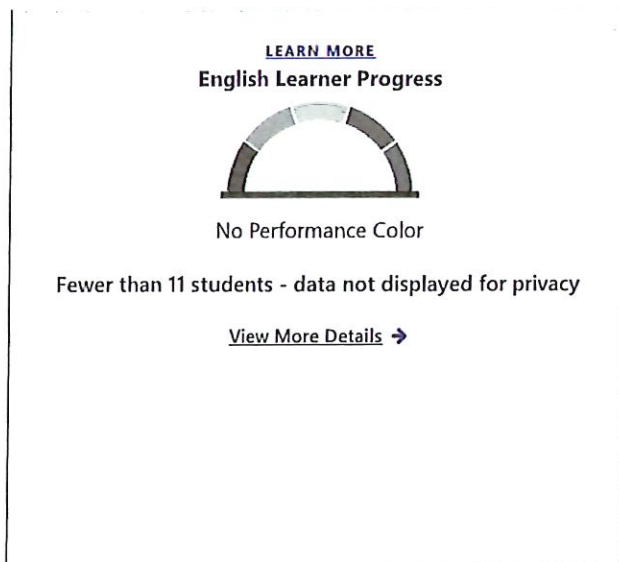 LEARN MORE
English Learner Progress
No Performance Color
Fewer than 11 students - data not displayed for privacy
View More Details →